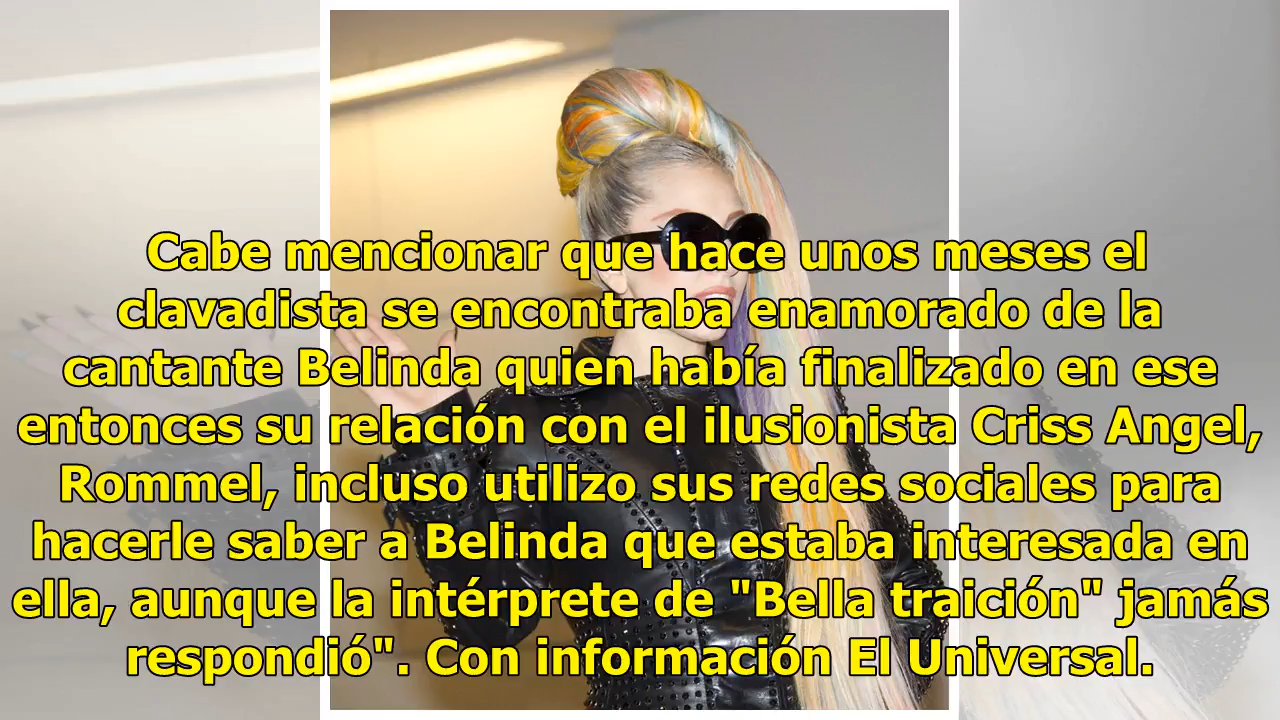 Cabe mencionar que hace unos meses el
clavadista se encontraba enamorado de la
cantante Belinda quien había finalizado en ese
entonces su relación con el ilusionista Criss Angel,
Rommel, incluso utilizo sus redes sociales para
hacerle saber a Belinda que estaba interesada en
ella, aunque la intérprete de "Bella traición" jamás
respondió". Con información El Universal.